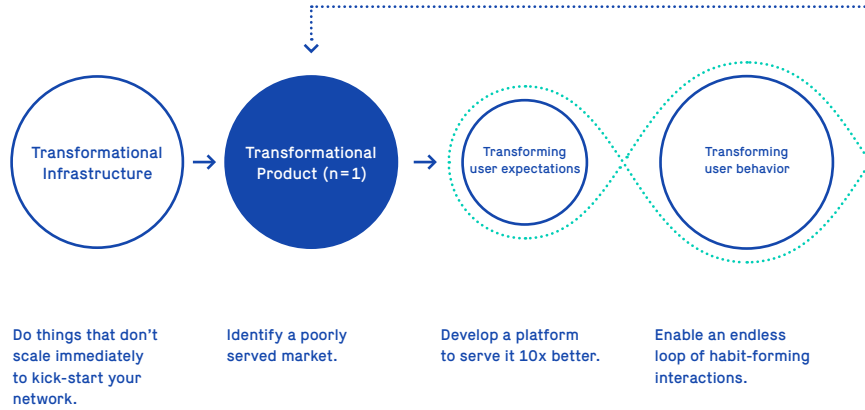 Transformational
Infrastructure
Transformational
Product (n=1)
Transforming
user expectations
Transforming
user behavior
Do things that don't
scale immediately
to kick-start your
network.
Identify a poorly
served market.
Develop a platform
to serve it 10x better.
Enable an endless
loop of habit-forming
interactions.